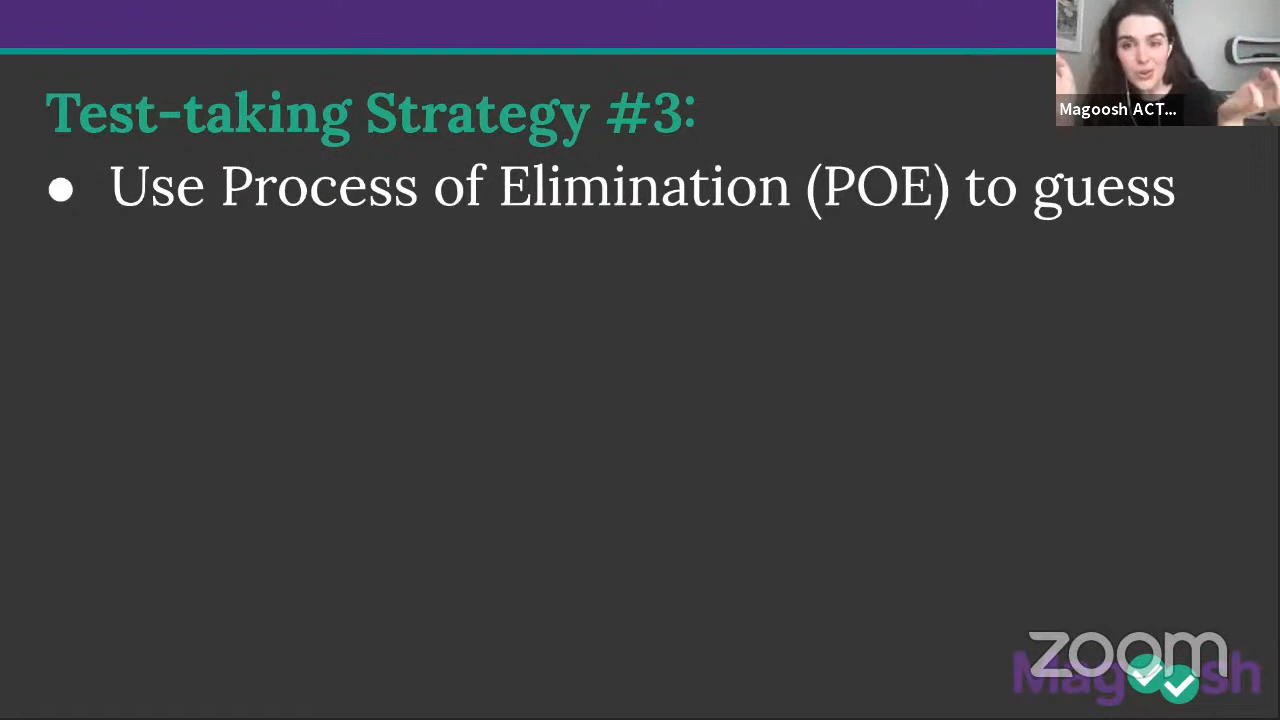 Magoosh ACT...
Test-taking Strategy #3:
● Use Process of Elimination (POE) to guess
zoom
Magoosh